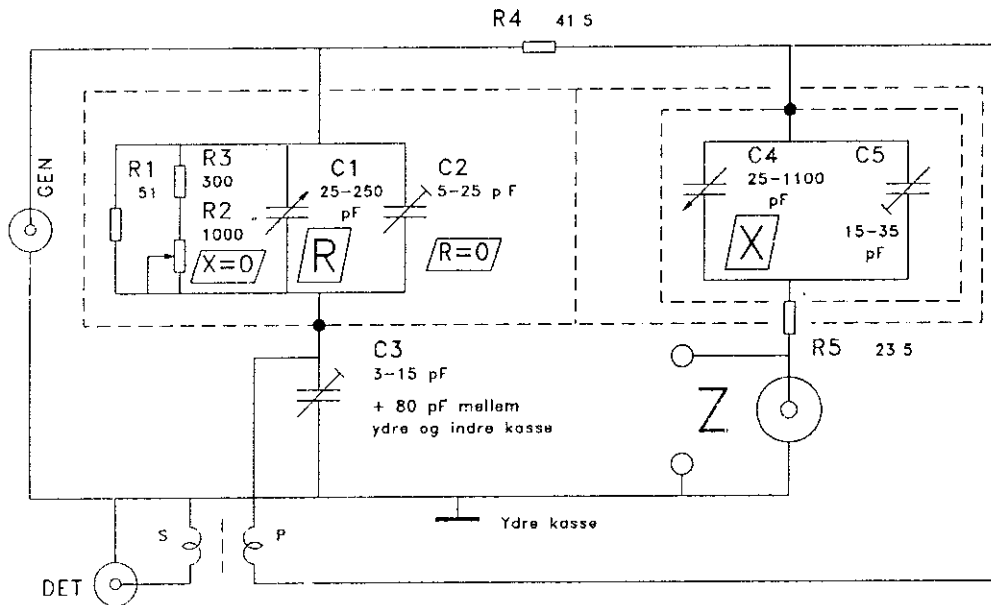 R4 41 5
GEN
R1
51
R3
300
R2
1000
X=0
C1
25-250
pF
R
C2
5-25 pF
R=0
C4
25-1100
pF
X
C5
15-35
pF
R5 23 5
C3
3-15 pF
+ 80 pF mellem
ydre og indre kasse
Z
S
P
Ydre kasse
DET